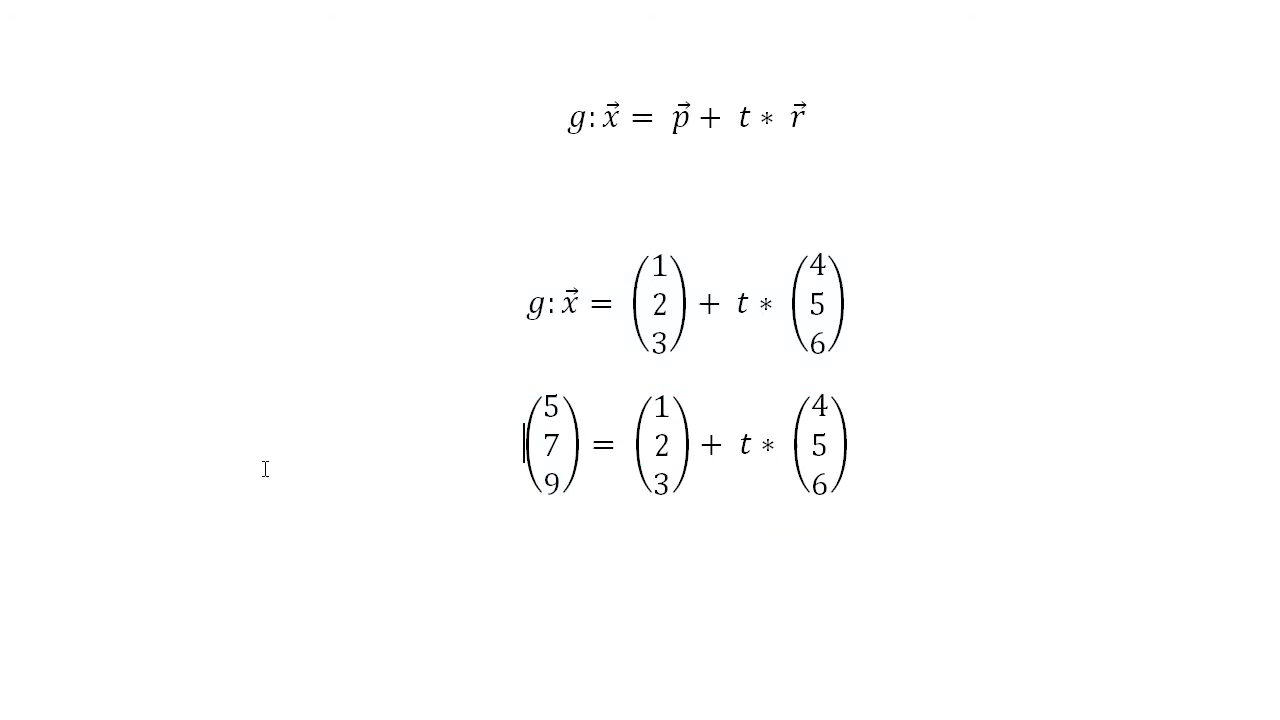 g: x⃗ = p⃗ + t ∗ r⃗
g: x⃗ = (1 2 3) + t ∗ (4 5 6)
(5 7 9) = (1 2 3) + t ∗ (4 5 6)